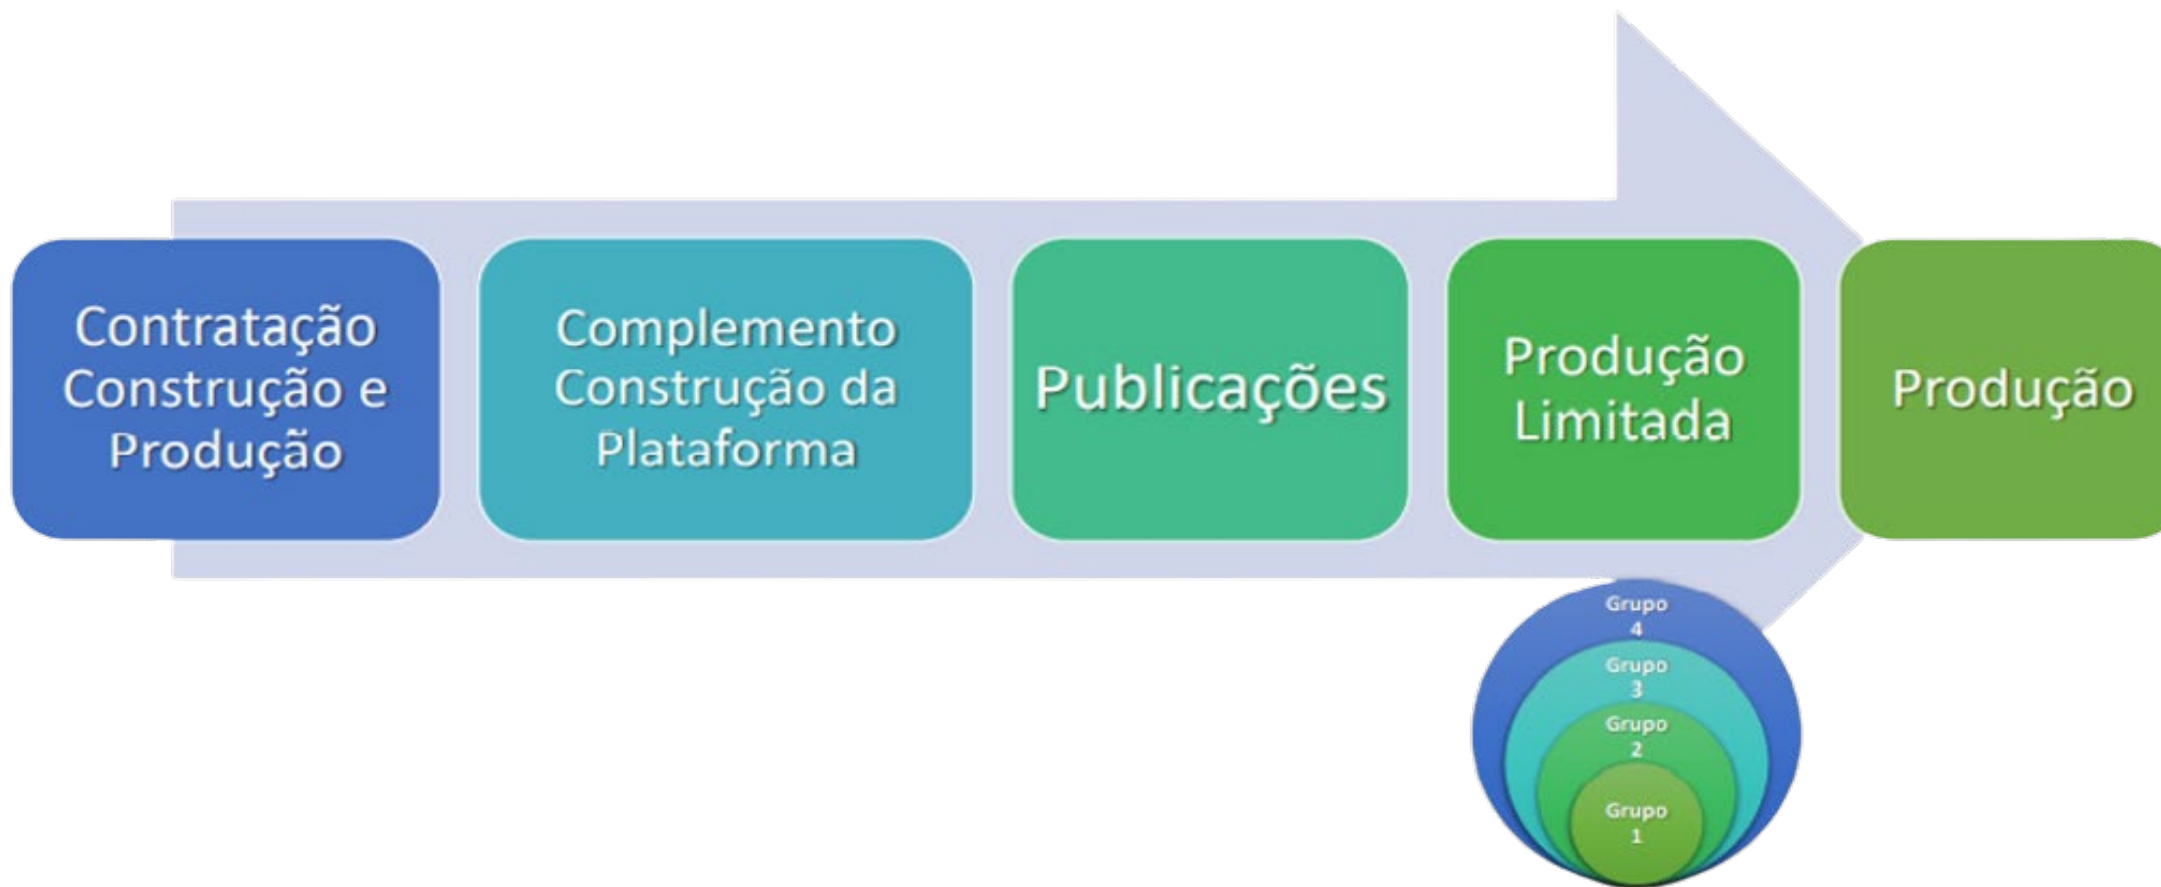 Contratação
Construção e
Produção
Complemento
Construção da
Plataforma
Publicações
Produção
Limitada
Produção
Grupo
4
Grupo
3
Grupo
2
Grupo
1